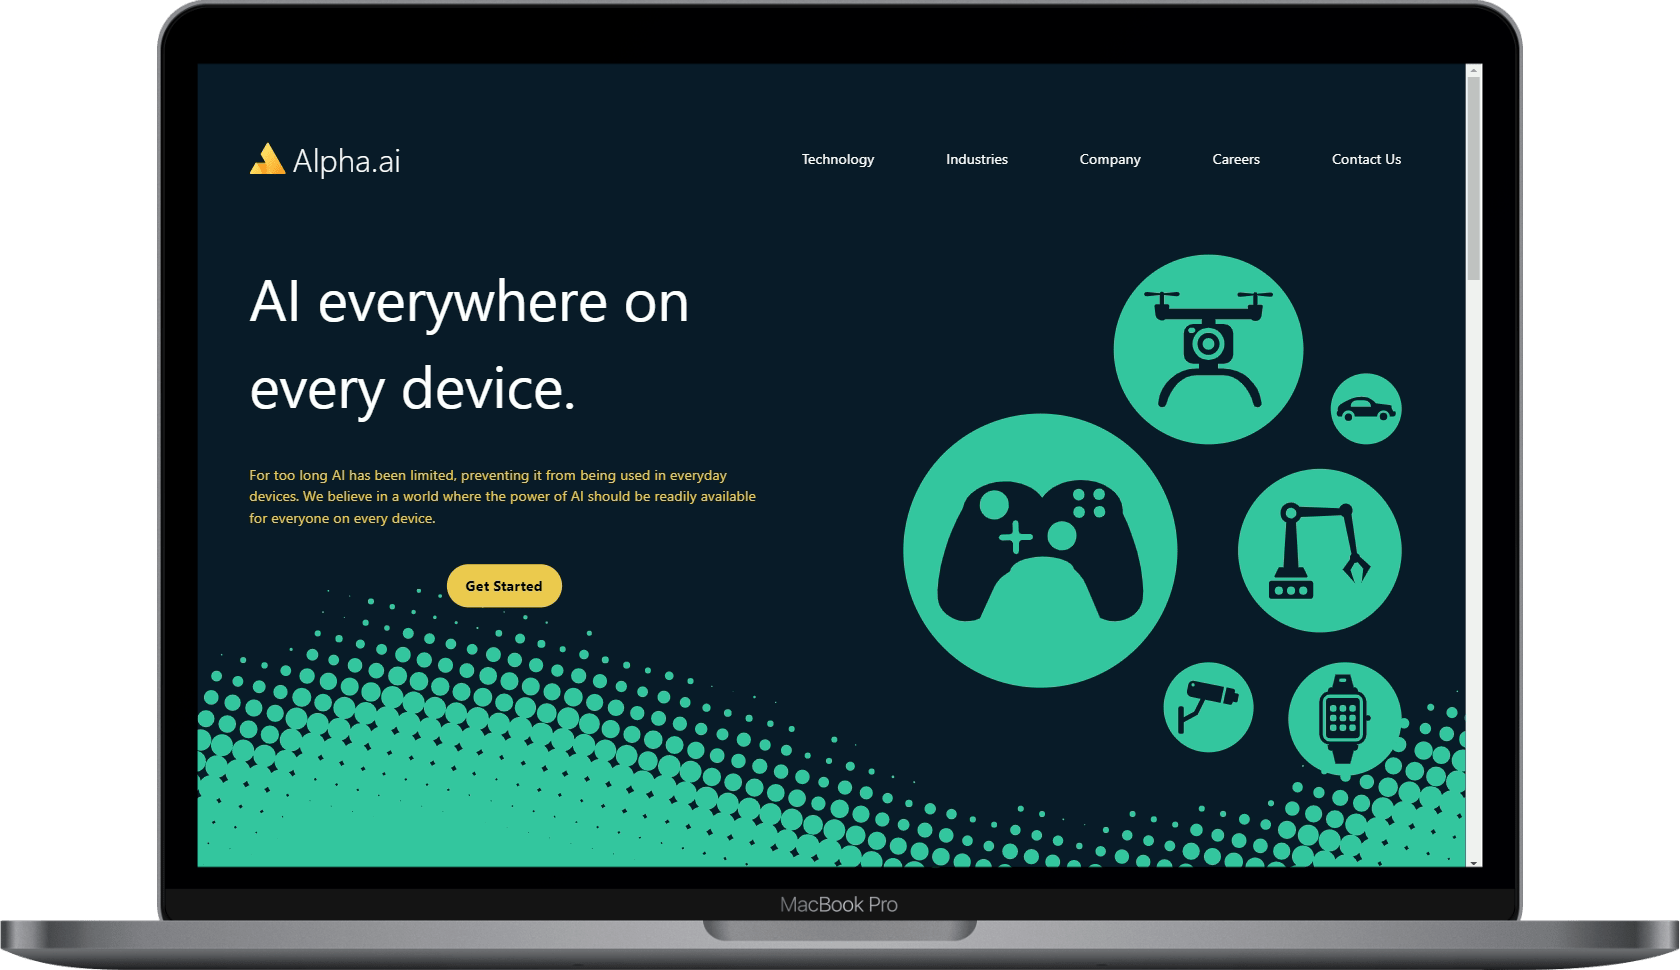 Alpha.ai
Technology Industries Company Careers Contact Us
AI everywhere on
every device.
For too long AI has been limited, preventing it from being used in everyday
devices. We believe in a world where the power of AI should be readily available
for everyone on every device.
Get Started
MacBook Pro